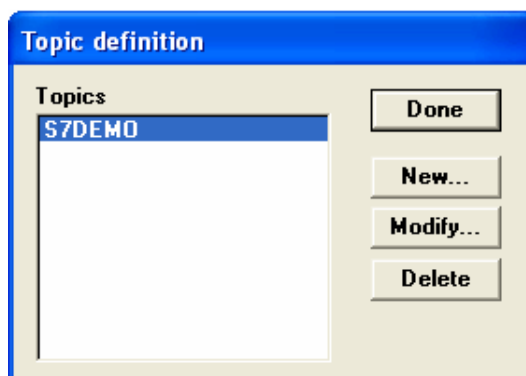 Topic definition
Topics
S7DEMO
Done
New...
Modify...
Delete